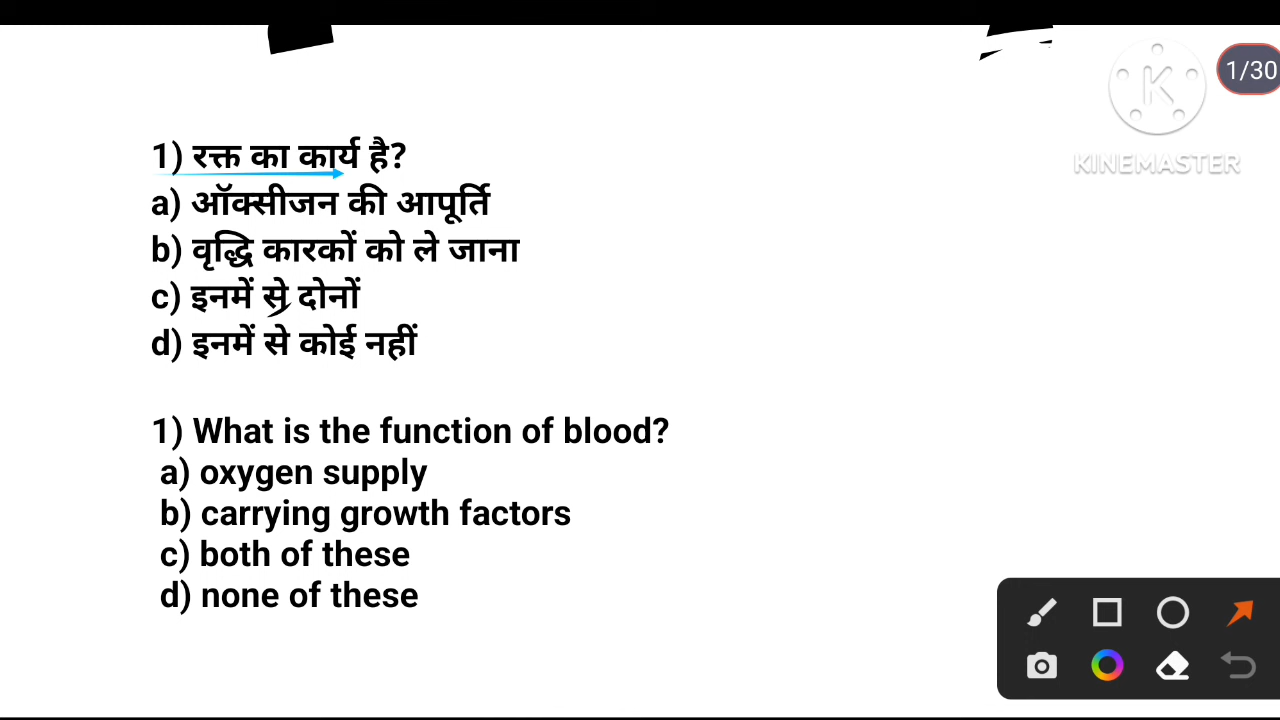 1/30
KINEMASTER
1) रक्त का कार्य है?
a) ऑक्सीजन की आपूर्ति
b) वृद्धि कारकों को ले जाना
c) इनमें से दोनों
d) इनमें से कोई नहीं
1) What is the function of blood?
a) oxygen supply
b) carrying growth factors
c) both of these
d) none of these